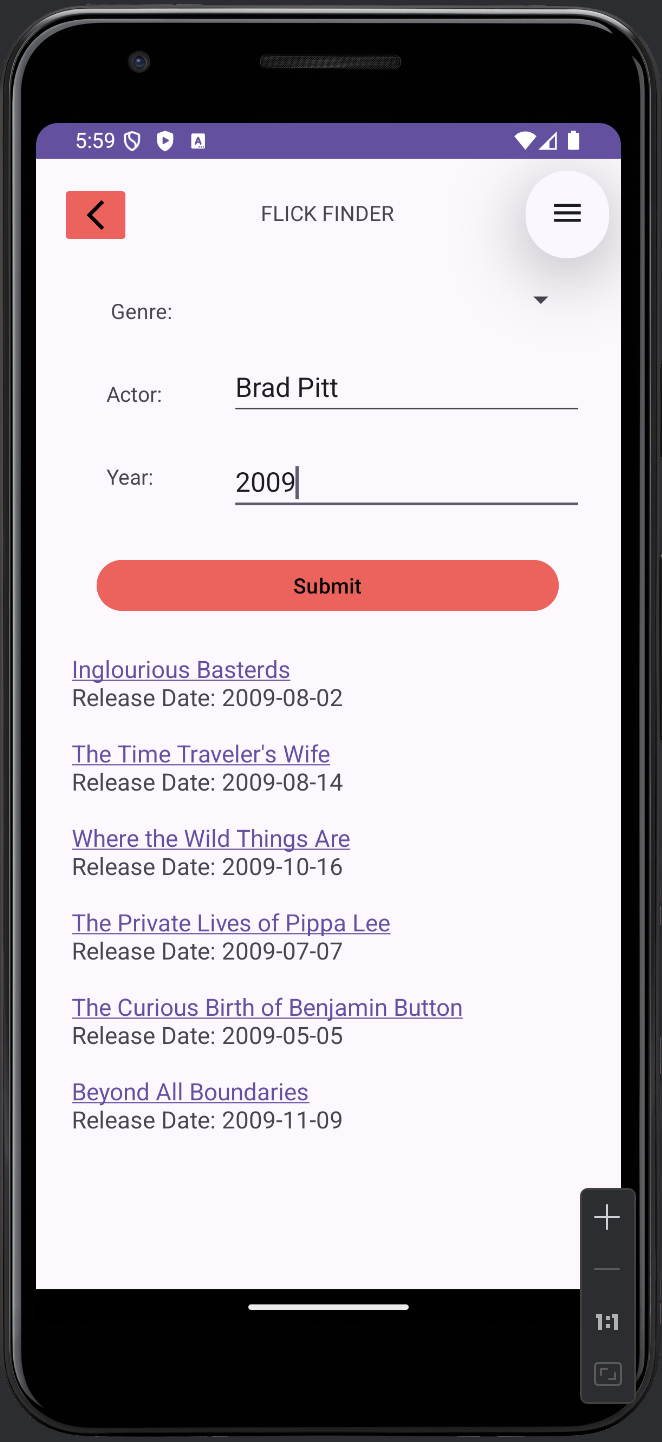 5:59
FLICK FINDER
Genre:
Actor: Brad Pitt
Year: 2009
Submit
Inglourious Basterds
Release Date: 2009-08-02
The Time Traveler's Wife
Release Date: 2009-08-14
Where the Wild Things Are
Release Date: 2009-10-16
The Private Lives of Pippa Lee
Release Date: 2009-07-07
The Curious Birth of Benjamin Button
Release Date: 2009-05-05
Beyond All Boundaries
Release Date: 2009-11-09
1:1